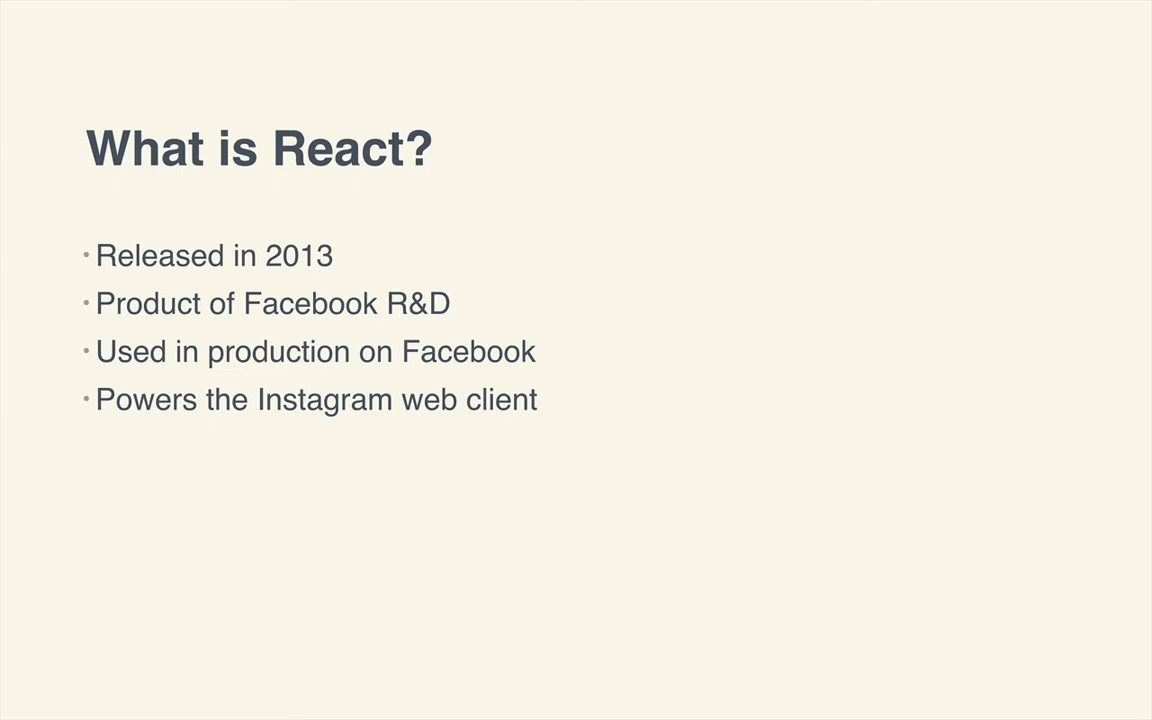 What is React?
• Released in 2013
• Product of Facebook R&D
• Used in production on Facebook
• Powers the Instagram web client